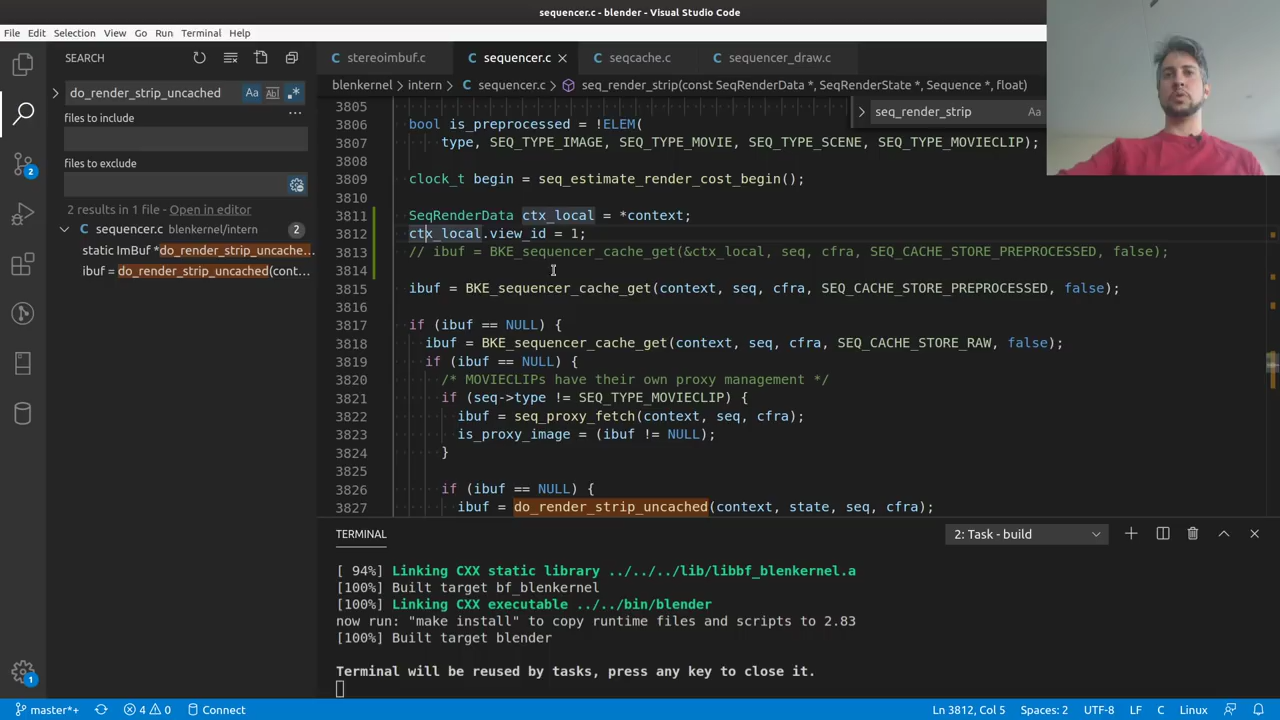 sequencer.c - blender - Visual Studio Code
File Edit Selection View Go Run Terminal Help
SEARCH
do_render_strip_uncached Aa Ab| .*
files to include
files to exclude
2 results in 1 file - Open in editor
sequencer.c blenkernel/intern 2
static ImBuf *do_render_strip_uncache...
ibuf = do_render_strip_uncached(cont...
stereoimbuf.c sequencer.c seqcache.c sequencer_draw.c
blenkernel > intern > sequencer.c > seq_render_strip(const SeqRenderData *, SeqRenderState *, Sequence *, float)
seq_render_strip Aa
3805
3806 bool is_preprocessed = !ELEM(
3807 type, SEQ_TYPE_IMAGE, SEQ_TYPE_MOVIE, SEQ_TYPE_SCENE, SEQ_TYPE_MOVIECLIP);
3808
3809 clock_t begin = seq_estimate_render_cost_begin();
3810
3811 SeqRenderData ctx_local = *context;
3812 ctx_local.view_id = 1;
3813 // ibuf = BKE_sequencer_cache_get(&ctx_local, seq, cfra, SEQ_CACHE_STORE_PREPROCESSED, false);
3814
3815 ibuf = BKE_sequencer_cache_get(context, seq, cfra, SEQ_CACHE_STORE_PREPROCESSED, false);
3816
3817 if (ibuf == NULL) {
3818 ibuf = BKE_sequencer_cache_get(context, seq, cfra, SEQ_CACHE_STORE_RAW, false);
3819 if (ibuf == NULL) {
3820 /* MOVIECLIPs have their own proxy management */
3821 if (seq->type != SEQ_TYPE_MOVIECLIP) {
3822 ibuf = seq_proxy_fetch(context, seq, cfra);
3823 is_proxy_image = (ibuf != NULL);
3824 }
3825
3826 if (ibuf == NULL) {
3827 ibuf = do_render_strip_uncached(context, state, seq, cfra);
TERMINAL
2: Task - build
[ 94%] Linking CXX static library ../../../lib/libbf_blenkernel.a
[100%] Built target bf_blenkernel
[100%] Linking CXX executable ../../bin/blender
now run: "make install" to copy runtime files and scripts to 2.83
[100%] Built target blender
Terminal will be reused by tasks, press any key to close it.
2
1
master*+ 4 0 Connect Ln 3812, Col 5 Spaces: 2 UTF-8 LF C Linux